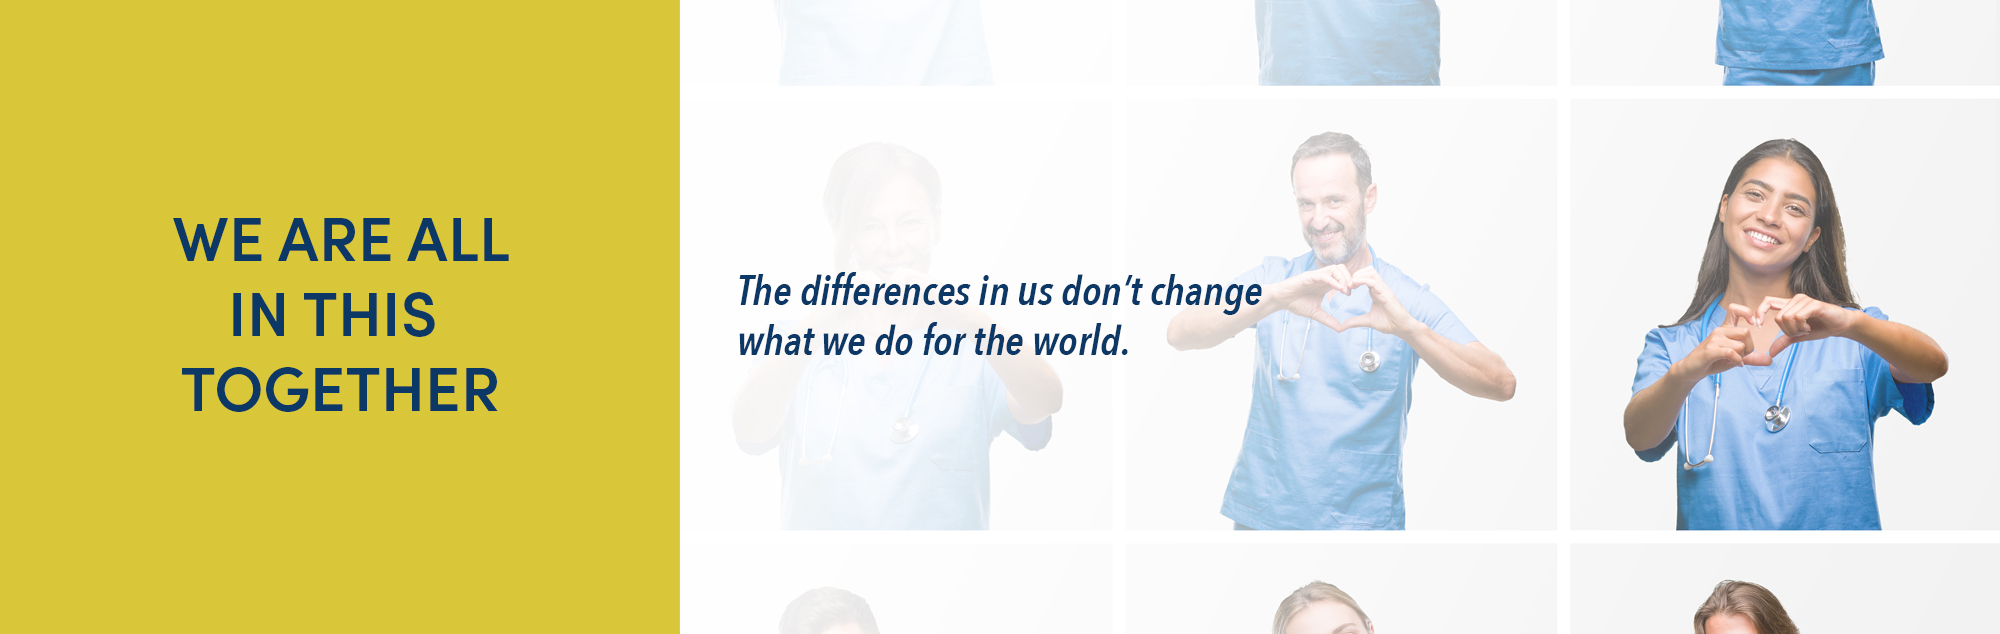 WE ARE ALL
IN THIS
TOGETHER
The differences in us don’t change
what we do for the world.